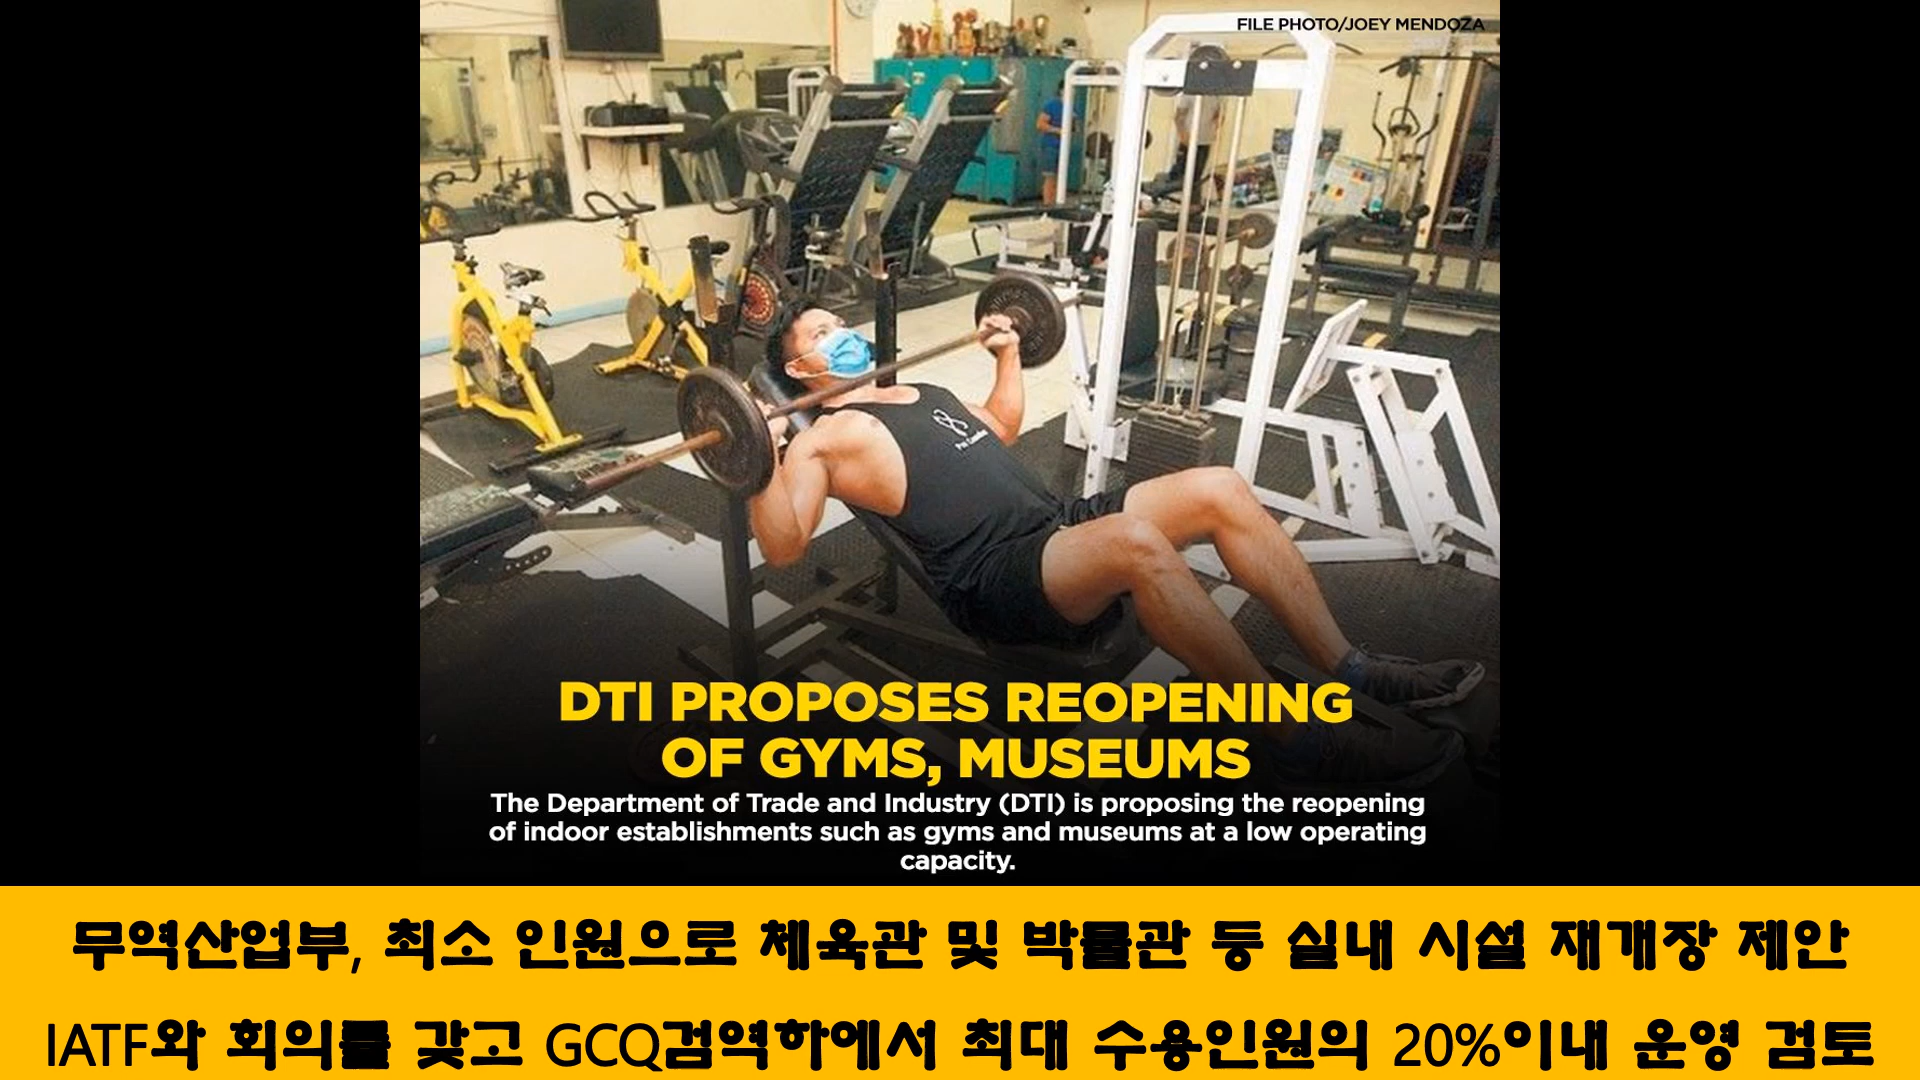 FILE PHOTO/JOEY MENDOZA
DTI PROPOSES REOPENING
OF GYMS, MUSEUMS
The Department of Trade and Industry (DTI) is proposing the reopening
of indoor establishments such as gyms and museums at a low operating
capacity.
무역산업부, 최소 인원으로 체육관 및 박물관 등 실내 시설 재개장 제안
IATF와 회의를 갖고 GCQ검역하에서 최대 수용인원의 20%이내 운영 검토